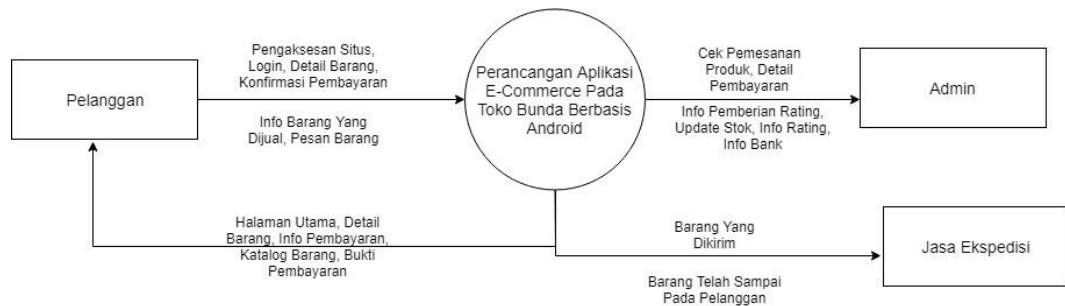 Pelanggan
Pengaksesan Situs,
Login, Detail Barang,
Konfirmasi Pembayaran
Info Barang Yang
Dijual, Pesan Barang
Perancangan Aplikasi
E-Commerce Pada
Toko Bunda Berbasis
Android
Cek Pemesanan
Produk, Detail
Pembayaran
Info Pemberian Rating,
Update Stok, Info Rating,
Info Bank
Admin
Halaman Utama, Detail
Barang, Info Pembayaran,
Katalog Barang, Bukti
Pembayaran
Barang Yang
Dikirim
Barang Telah Sampai
Pada Pelanggan
Jasa Ekspedisi